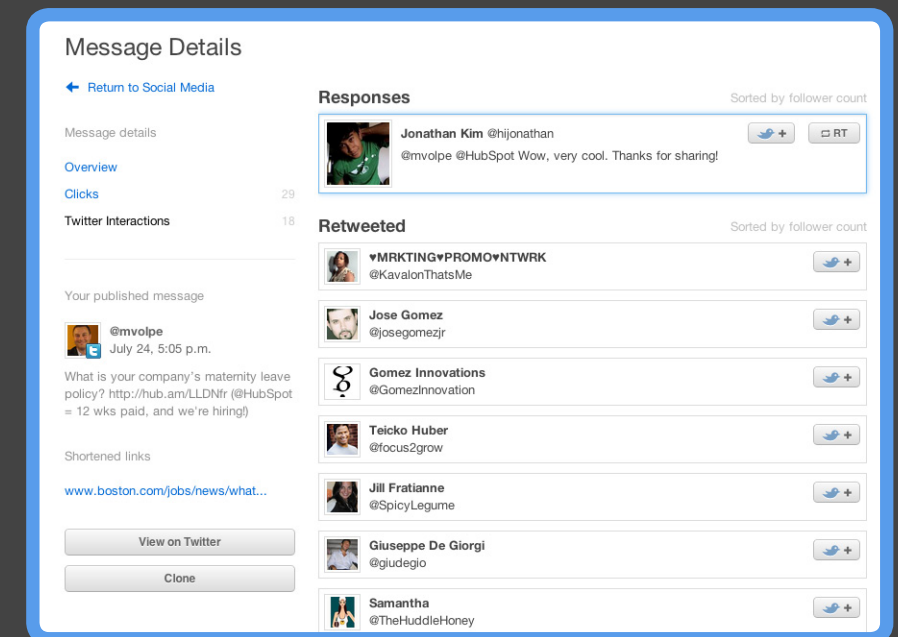 Message Details
Return to Social Media
Message details
Overview
Clicks 29
Twitter Interactions 18
Your published message
@mvolpe
July 24, 5:05 p.m.
What is your company's maternity leave
policy? http://hub.am/LLDNfr (@HubSpot
= 12 wks paid, and we're hiring!)
Shortened links
www.boston.com/jobs/news/what...
View on Twitter
Clone
Responses Sorted by follower count
Jonathan Kim @hijonathan
+ RT
@mvolpe @HubSpot Wow, very cool. Thanks for sharing!
Retweeted Sorted by follower count
♥MRKTING♥PROMO♥NTWRK
@KavalonThatsMe
+
Jose Gomez
@josegomezjr
+
Gomez Innovations
@GomezInnovation
+
Teicko Huber
@focus2grow
+
Jill Fratianne
@SpicyLegume
+
Giuseppe De Giorgi
@giudegio
+
Samantha
@TheHuddleHoney
+